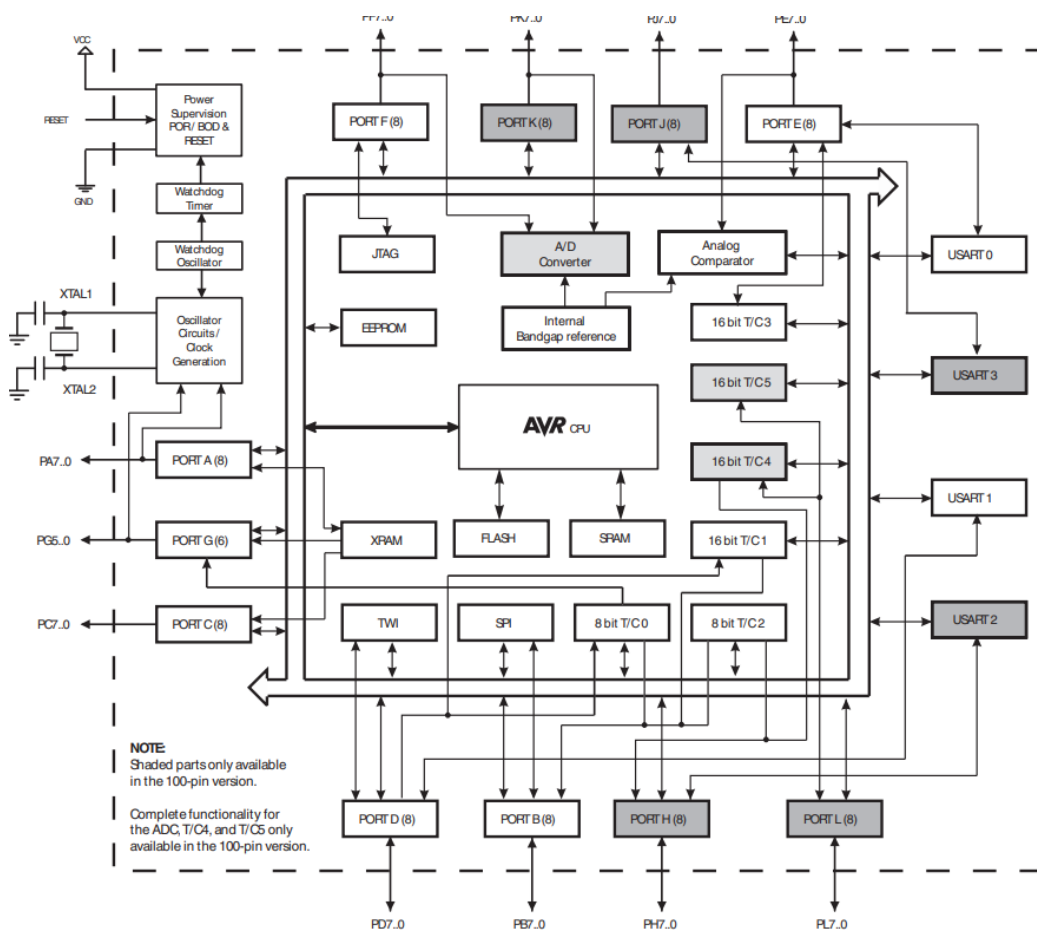 PF7..0
PK7..0
PJ7..0
PE7..0
VCC
RESET
GND
Power
Supervision
POR / BOD &
RESET
PORT F (8)
PORT K (8)
PORT J (8)
PORT E (8)
Watchdog
Timer
Watchdog
Oscillator
JTAG
A/D
Converter
Analog
Comparator
USART 0
XTAL1
Oscillator
Circuits /
Clock
Generation
XTAL2
EEPROM
Internal
Bandgap reference
16 bit T/C3
16 bit T/C5
USART 3
AVR CPU
PA7..0
PORT A (8)
16 bit T/C4
USART 1
PG5..0
PORT G (6)
XRAM
FLASH
SRAM
16 bit T/C1
PC7..0
PORT C (8)
TWI
SPI
8 bit T/C0
8 bit T/C2
USART 2
NOTE:
Shaded parts only available
in the 100-pin version.
Complete functionality for
the ADC, T/C4, and T/C5 only
available in the 100-pin version.
PORT D (8)
PORT B (8)
PORT H (8)
PORT L (8)
PD7..0
PB7..0
PH7..0
PL7..0